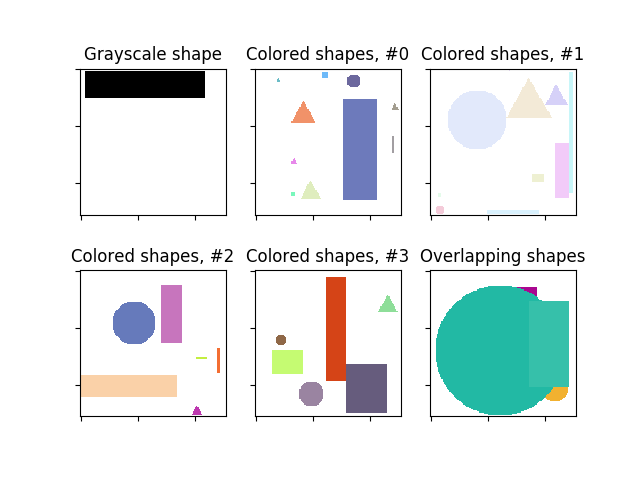 Grayscale shape
Colored shapes, #0
Colored shapes, #1
Colored shapes, #2
Colored shapes, #3
Overlapping shapes